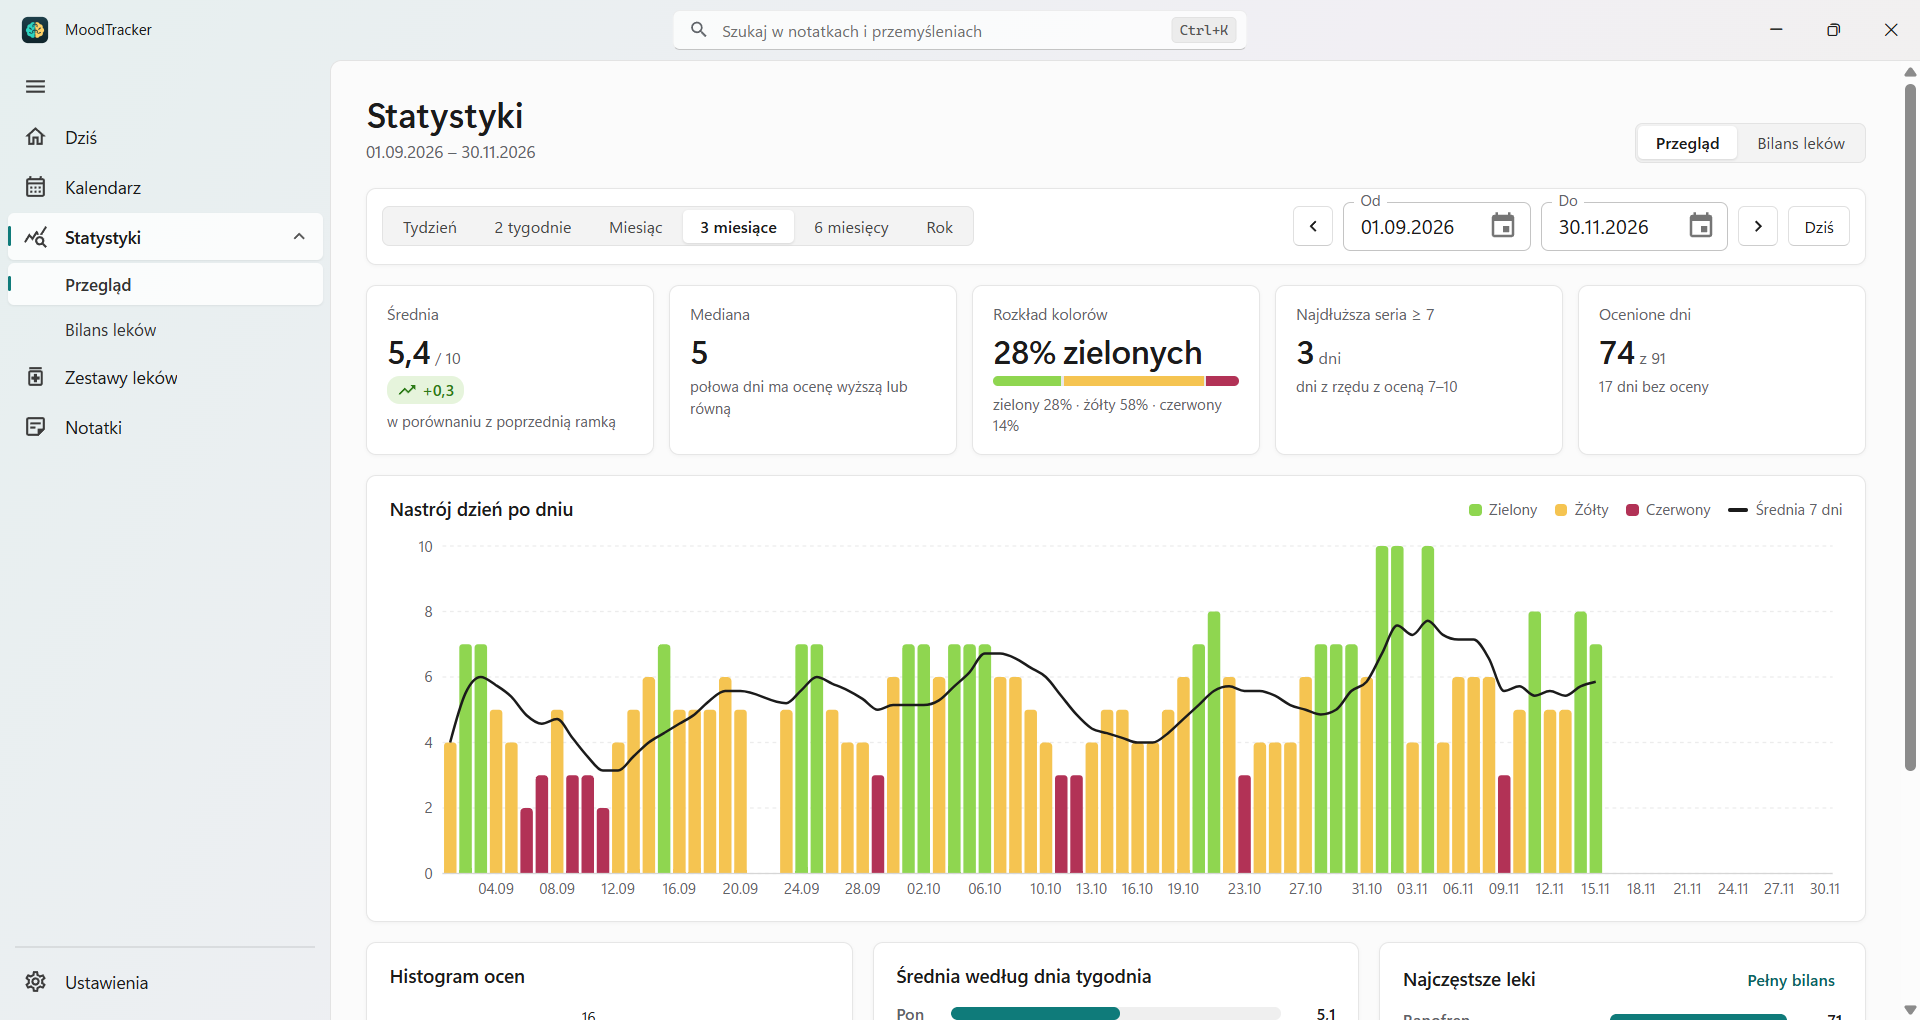 MoodTracker
Szukaj w notatkach i przemyśleniach
Ctrl+K
Dziś
Kalendarz
Statystyki
Przegląd
Bilans leków
Zestawy leków
Notatki
Ustawienia
Statystyki
01.09.2026 – 30.11.2026
Przegląd
Bilans leków
Tydzień
2 tygodnie
Miesiąc
3 miesiące
6 miesięcy
Rok
Od
01.09.2026
Do
30.11.2026
Dziś
Średnia
5,4 / 10
+0,3
w porównaniu z poprzednią ramką
Mediana
5
połowa dni ma ocenę wyższą lub
równą
Rozkład kolorów
28% zielonych
zielony 28% · żółty 58% · czerwony
14%
Najdłuższa seria ≥ 7
3 dni
dni z rzędu z oceną 7–10
Ocenione dni
74 z 91
17 dni bez oceny
Nastrój dzień po dniu
Zielony
Żółty
Czerwony
Średnia 7 dni
10
8
6
4
2
0
04.09 08.09 12.09 16.09 20.09 24.09 28.09 02.10 06.10 10.10 13.10 16.10 19.10 23.10 27.10 31.10 03.11 06.11 09.11 12.11 15.11 18.11 21.11 24.11 27.11 30.11
Histogram ocen
16
Średnia według dnia tygodnia
Pon 5,1
Najczęstsze leki
Pełny bilans
71